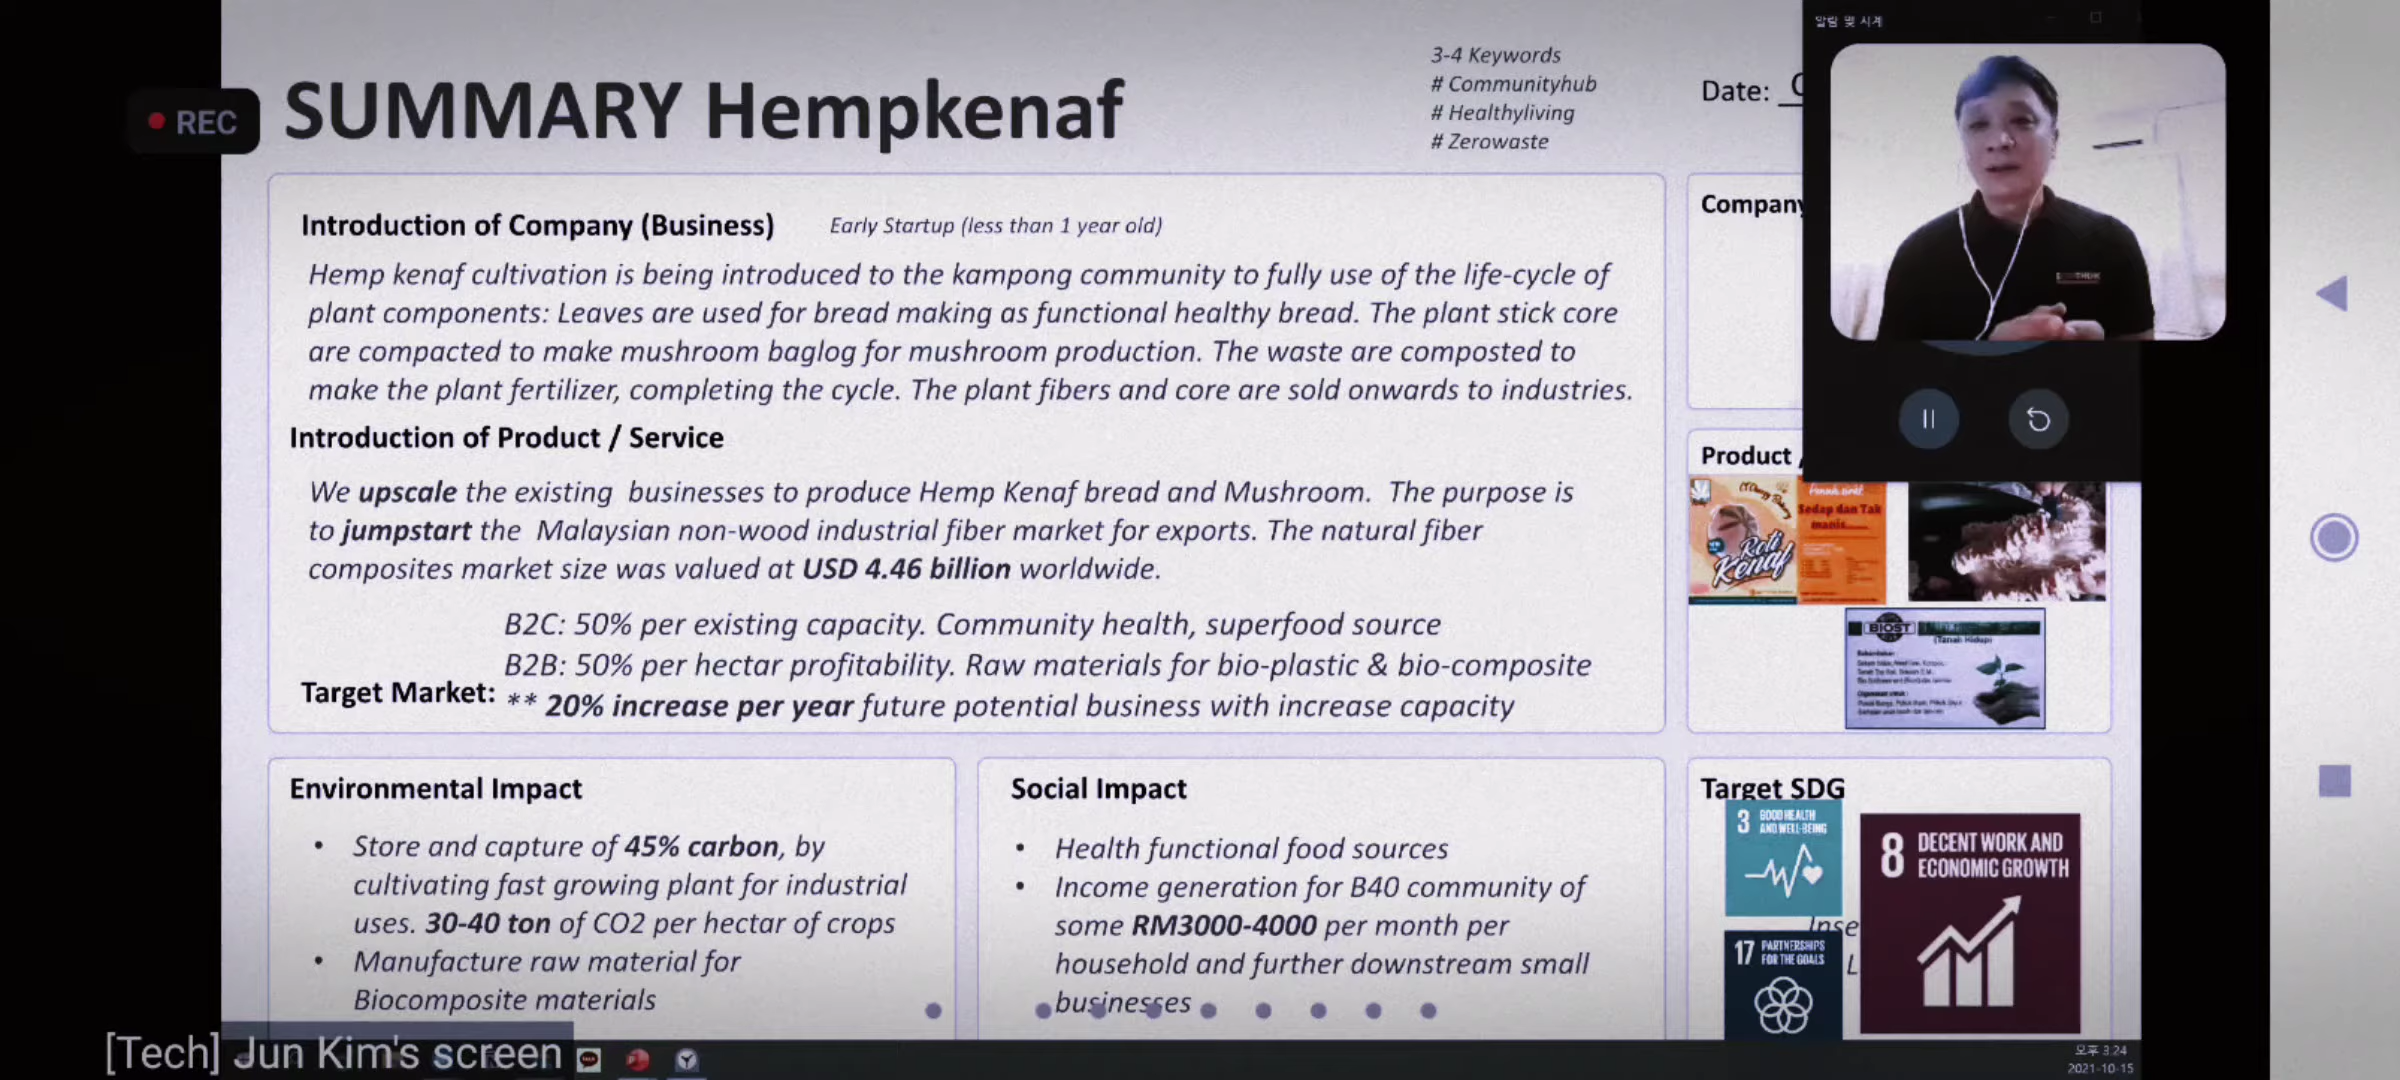 알람 및 시계
3-4 Keywords
# Communityhub
# Healthyliving
# Zerowaste
Date:
REC
SUMMARY Hempkenaf
Introduction of Company (Business)
Early Startup (less than 1 year old)
Hemp kenaf cultivation is being introduced to the kampong community to fully use of the life-cycle of
plant components: Leaves are used for bread making as functional healthy bread. The plant stick core
are compacted to make mushroom baglog for mushroom production. The waste are composted to
make the plant fertilizer, completing the cycle. The plant fibers and core are sold onwards to industries.
Introduction of Product / Service
We upscale the existing businesses to produce Hemp Kenaf bread and Mushroom. The purpose is
to jumpstart the Malaysian non-wood industrial fiber market for exports. The natural fiber
composites market size was valued at USD 4.46 billion worldwide.
B2C: 50% per existing capacity. Community health, superfood source
B2B: 50% per hectar profitability. Raw materials for bio-plastic & bio-composite
Target Market:
** 20% increase per year future potential business with increase capacity
Company
Product /
Roti
Kenaf
Sedap dan Tak
manis......
BIOST
(Tanah Hidup)
Environmental Impact
• Store and capture of 45% carbon, by
cultivating fast growing plant for industrial
uses. 30-40 ton of CO2 per hectar of crops
• Manufacture raw material for
Biocomposite materials
Social Impact
• Health functional food sources
• Income generation for B40 community of
some RM3000-4000 per month per
household and further downstream small
businesses
Target SDG
3 GOOD HEALTH
AND WELL-BEING
8 DECENT WORK AND
ECONOMIC GROWTH
Inse
L
17 PARTNERSHIPS
FOR THE GOALS
[Tech] Jun Kim's screen
오후 3:24
2021-10-15